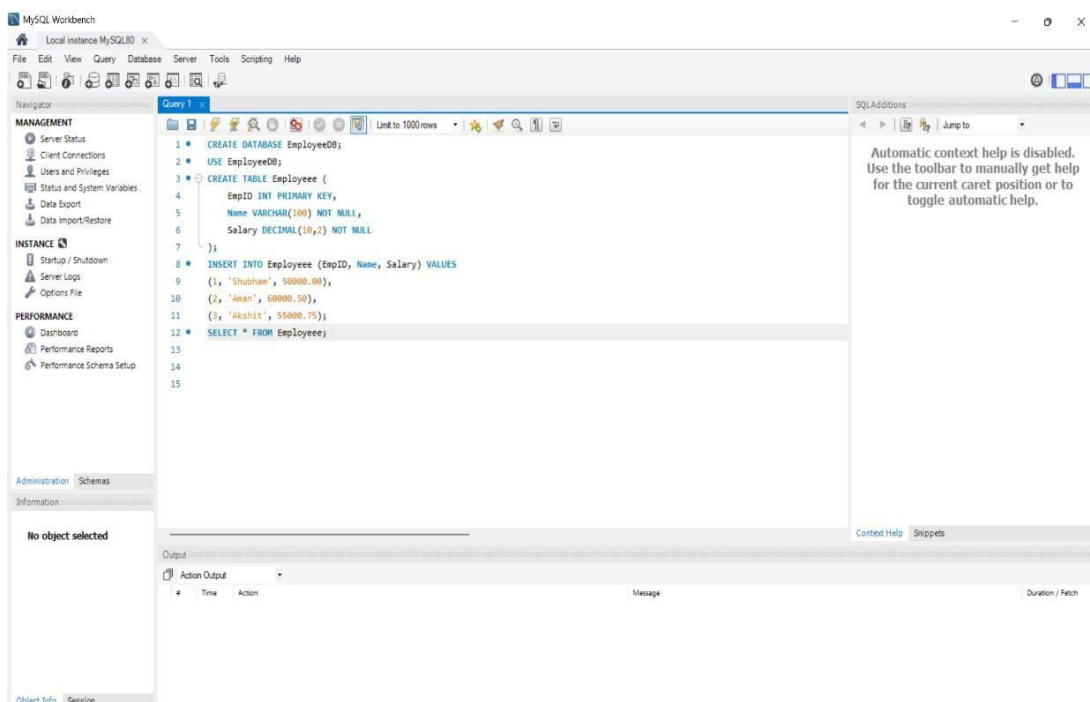 MySQL Workbench
Local instance MySQL80
File Edit View Query Database Server Tools Scripting Help
Navigator
MANAGEMENT
Server Status
Client Connections
Users and Privileges
Status and System Variables
Data Export
Data Import/Restore
INSTANCE
Startup / Shutdown
Server Logs
Options File
PERFORMANCE
Dashboard
Performance Reports
Performance Schema Setup
Administration Schemas
Information
No object selected
Object Info Session
Query 1
Limit to 1000 rows
1 CREATE DATABASE EmployeeDB;
2 USE EmployeeDB;
3 CREATE TABLE Employeee (
4 EmpID INT PRIMARY KEY,
5 Name VARCHAR(100) NOT NULL,
6 Salary DECIMAL(10,2) NOT NULL
7 );
8 INSERT INTO Employeee (EmpID, Name, Salary) VALUES
9 (1, 'Shubham', 50000.00),
10 (2, 'Aman', 60000.50),
11 (3, 'Akshit', 55000.75);
12 SELECT * FROM Employeee;
13
14
15
SQLAdditions
Jump to
Automatic context help is disabled.
Use the toolbar to manually get help
for the current caret position or to
toggle automatic help.
Context Help Snippets
Output
Action Output
# Time Action Message Duration / Fetch